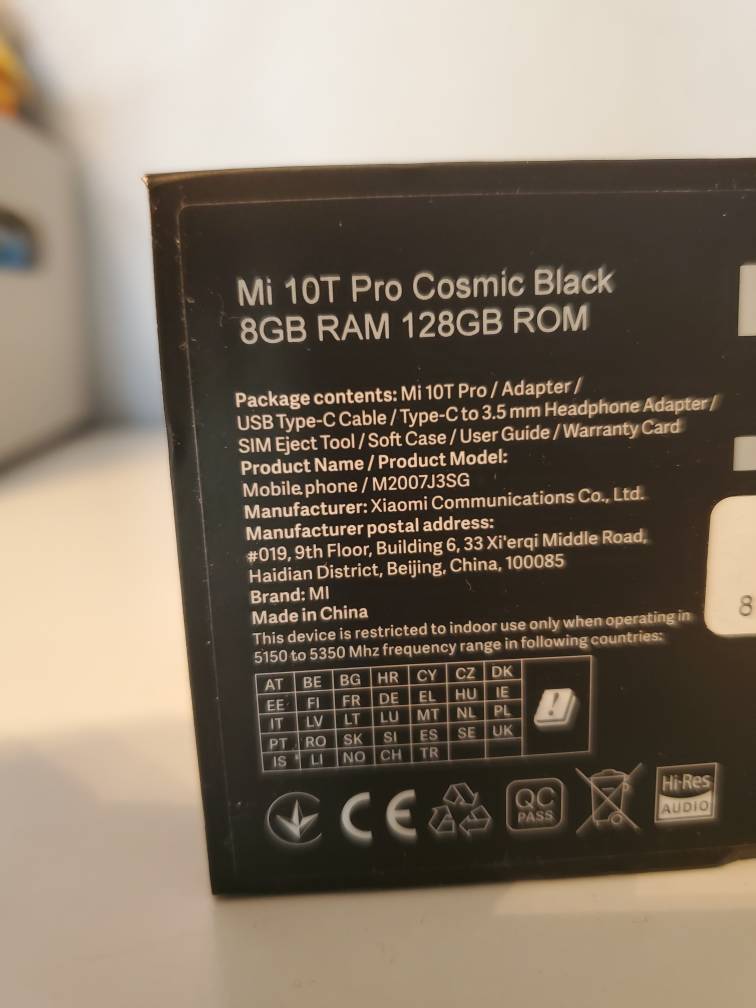 Mi 10T Pro Cosmic Black
8GB RAM 128GB ROM
Package contents: Mi 10T Pro / Adapter /
USB Type-C Cable / Type-C to 3.5 mm Headphone Adapter /
SIM Eject Tool / Soft Case / User Guide / Warranty Card
Product Name / Product Model:
Mobile phone / M2007J3SG
Manufacturer: Xiaomi Communications Co., Ltd.
Manufacturer postal address:
#019, 9th Floor, Building 6, 33 Xi'erqi Middle Road,
Haidian District, Beijing, China, 100085
Brand: MI
Made in China
This device is restricted to indoor use only when operating in
5150 to 5350 Mhz frequency range in following countries:
AT BE BG HR CY CZ DK
EE FI FR DE EL HU IE
IT LV LT LU MT NL PL
PT RO SK SI ES SE UK
IS LI NO CH TR
!
CE
QC
PASS
Hi-Res
AUDIO
8